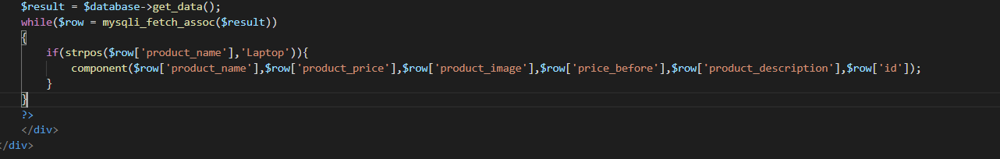 $result = $database->get_data();
while($row = mysqli_fetch_assoc($result))
{
if(strpos($row['product_name'],'Laptop')){
component($row['product_name'],$row['product_price'],$row['product_image'],$row['price_before'],$row['product_description'],$row['id']);
}
}
?>
</div>
</div>